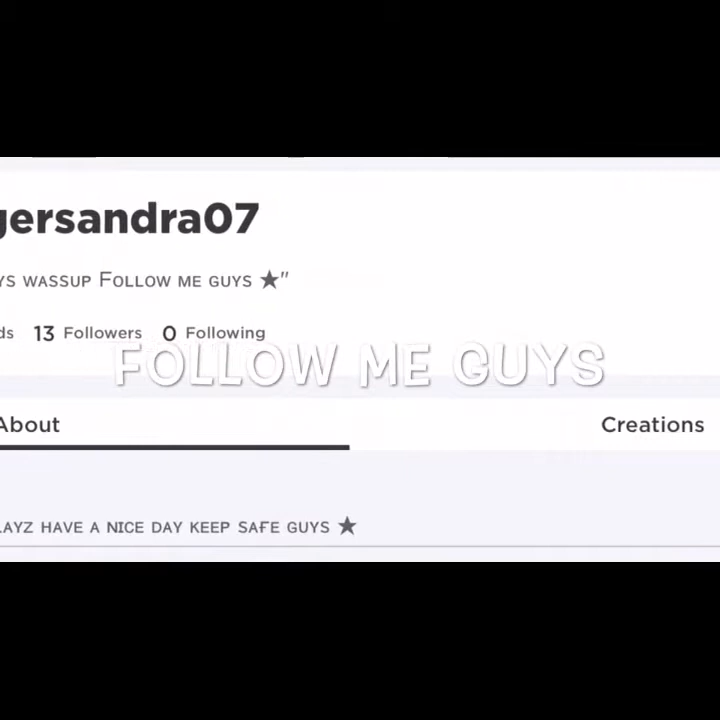 gersandra07
YS WASSUP FOLLOW ME GUYS ★"
ds 13 Followers 0 Following
FOLLOW ME GUYS
About Creations
LAYZ HAVE A NICE DAY KEEP SAFE GUYS ★